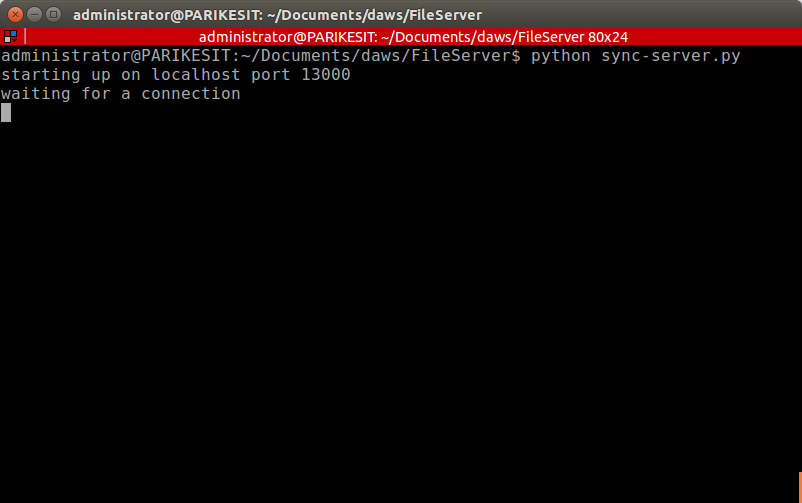 administrator@PARIKESIT: ~/Documents/daws/FileServer
administrator@PARIKESIT: ~/Documents/daws/FileServer 80x24
administrator@PARIKESIT:~/Documents/daws/FileServer$ python sync-server.py
starting up on localhost port 13000
waiting for a connection